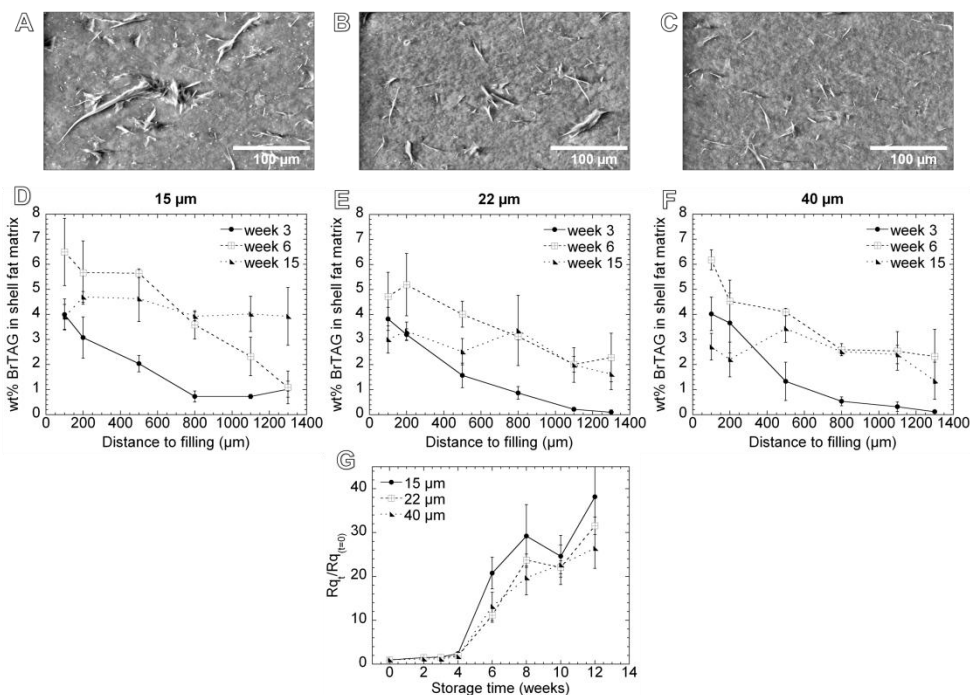 A
B
C
100 µm
100 µm
100 µm
D
15 µm
E
22 µm
F
40 µm
wt% BrTAG in shell fat matrix
8
7
6
5
4
3
2
1
0
week 3
week 6
week 15
0 200 400 600 800 1000 1200 1400
Distance to filling (µm)
wt% BrTAG in shell fat matrix
8
7
6
5
4
3
2
1
0
week 3
week 6
week 15
0 200 400 600 800 1000 1200 1400
Distance to filling (µm)
wt% BrTAG in shell fat matrix
8
7
6
5
4
3
2
1
0
week 3
week 6
week 15
0 200 400 600 800 1000 1200 1400
Distance to filling (µm)
G
Rqt/Rq(t=0)
40
30
20
10
0
15 µm
22 µm
40 µm
0 2 4 6 8 10 12 14
Storage time (weeks)